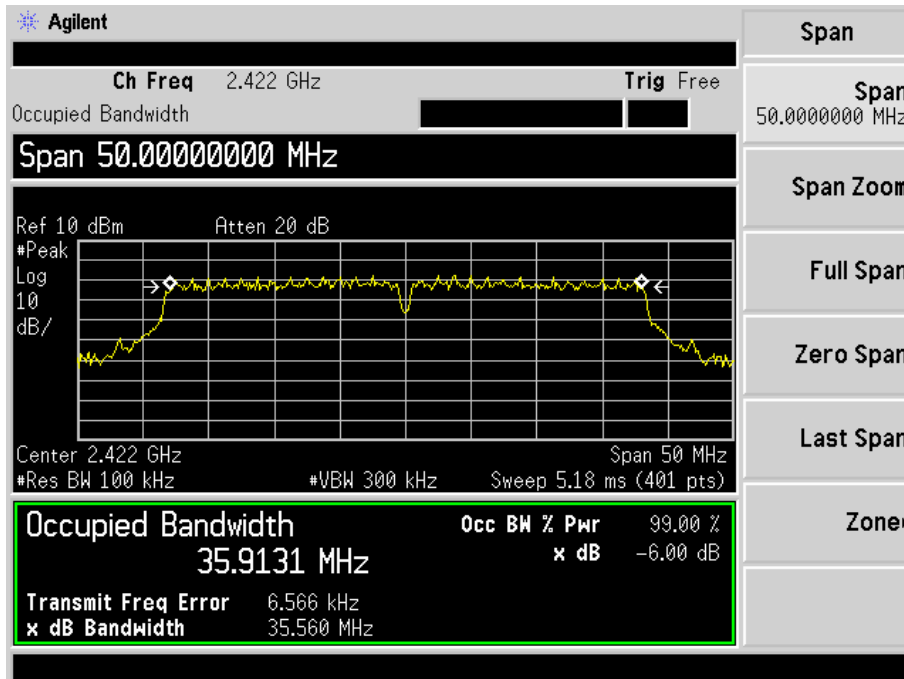 Agilent
Ch Freq 2.422 GHz Trig Free
Occupied Bandwidth
Span 50.00000000 MHz
Ref 10 dBm Atten 20 dB
#Peak
Log
10
dB/
Center 2.422 GHz Span 50 MHz
#Res BW 100 kHz #VBW 300 kHz Sweep 5.18 ms (401 pts)
Occupied Bandwidth
35.9131 MHz
Occ BW % Pwr 99.00 %
x dB -6.00 dB
Transmit Freq Error 6.566 kHz
x dB Bandwidth 35.560 MHz
Span
Span
50.0000000 MHz
Span Zoom
Full Span
Zero Span
Last Span
Zone